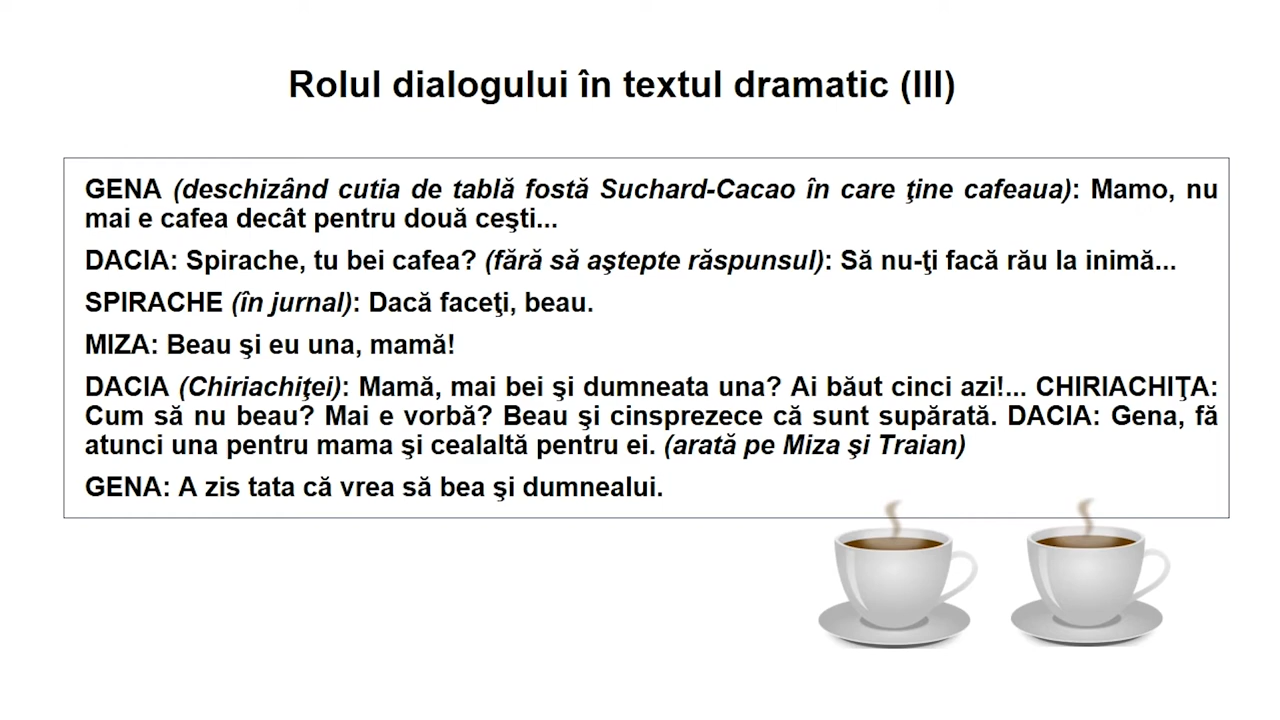 Rolul dialogului în textul dramatic (III)
GENA (deschizând cutia de tablă fostă Suchard-Cacao în care ţine cafeaua): Mamo, nu
mai e cafea decât pentru două ceşti...
DACIA: Spirache, tu bei cafea? (fără să aştepte răspunsul): Să nu-ţi facă rău la inimă...
SPIRACHE (în jurnal): Dacă faceţi, beau.
MIZA: Beau şi eu una, mamă!
DACIA (Chiriachiţei): Mamă, mai bei şi dumneata una? Ai băut cinci azi!... CHIRIACHIŢA:
Cum să nu beau? Mai e vorbă? Beau şi cinsprezece că sunt supărată. DACIA: Gena, fă
atunci una pentru mama şi cealaltă pentru ei. (arată pe Miza şi Traian)
GENA: A zis tata că vrea să bea şi dumnealui.